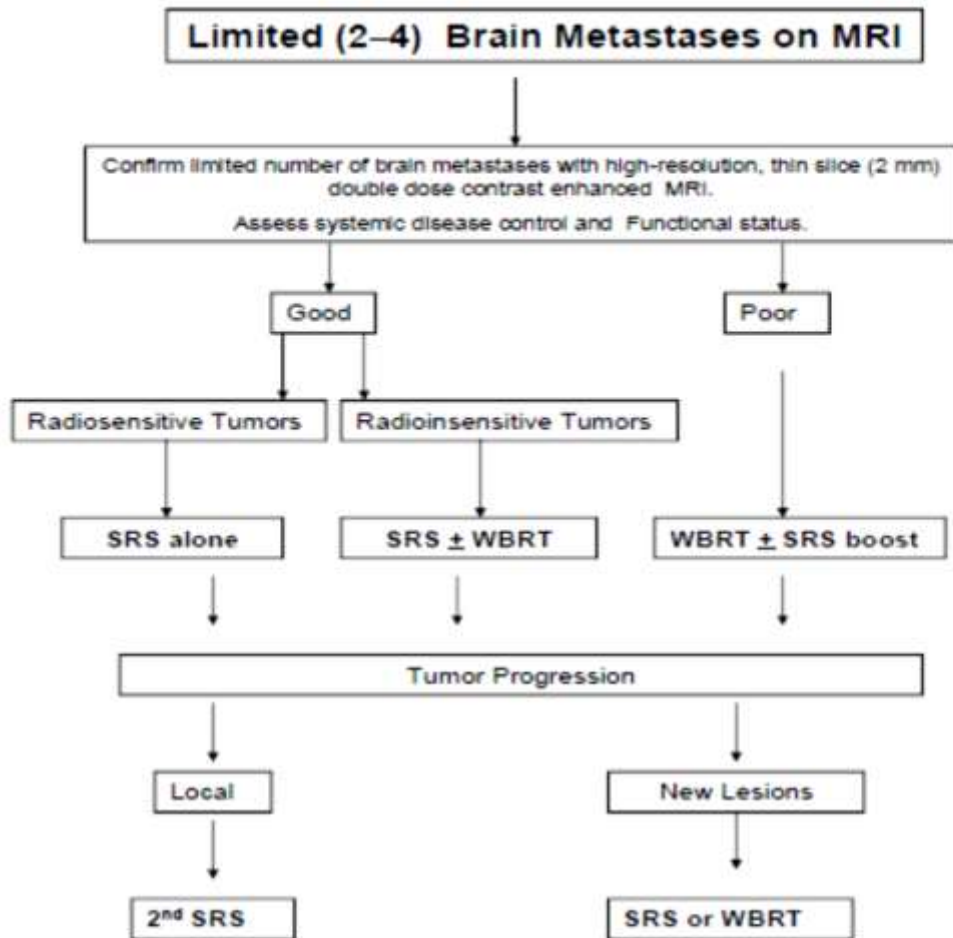 Limited (2–4) Brain Metastases on MRI
Confirm limited number of brain metastases with high-resolution, thin slice (2 mm)
double dose contrast enhanced MRI.
Assess systemic disease control and Functional status.
Good
Poor
Radiosensitive Tumors
Radioinsensitive Tumors
SRS alone
SRS ± WBRT
WBRT ± SRS boost
Tumor Progression
Local
New Lesions
2nd SRS
SRS or WBRT